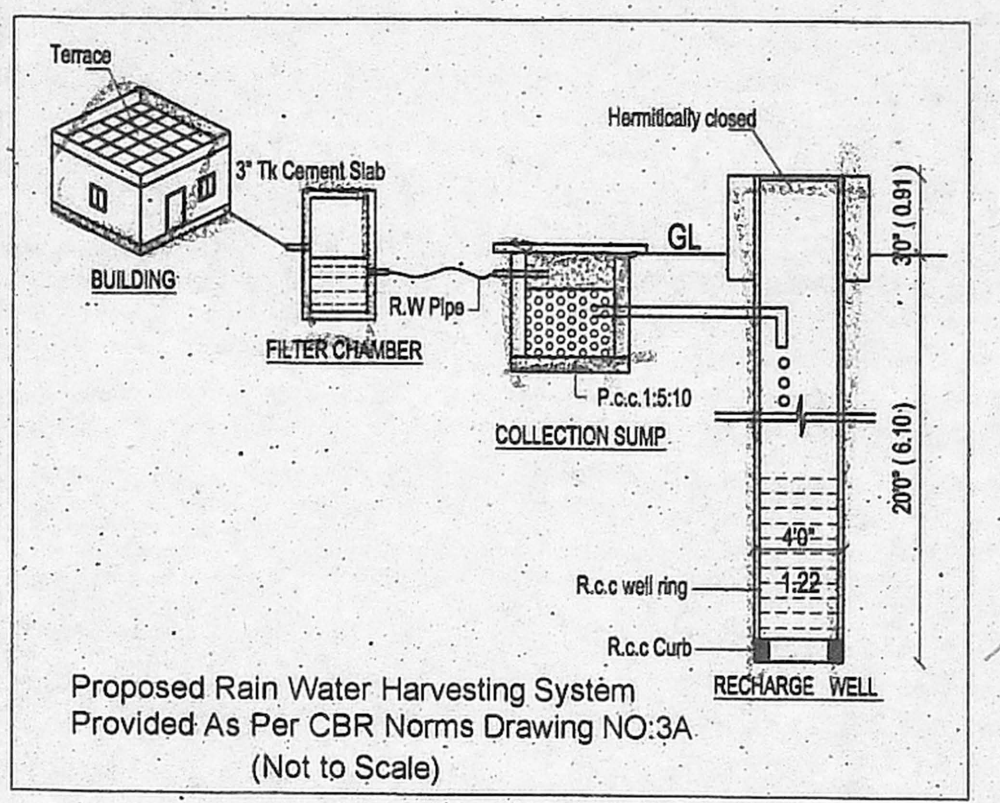 Terrace
Hermitically closed
3" Tk Cement Slab
3'0" ( 0.91 )
GL
BUILDING
R.W Pipe
FILTER CHAMBER
P.c.c.1:5:10
COLLECTION SUMP
20'0" ( 6.10 )
4'0"
R.c.c well ring
1.22
R.c.c Curb
RECHARGE WELL
Proposed Rain Water Harvesting System
Provided As Per CBR Norms Drawing NO:3A
(Not to Scale)